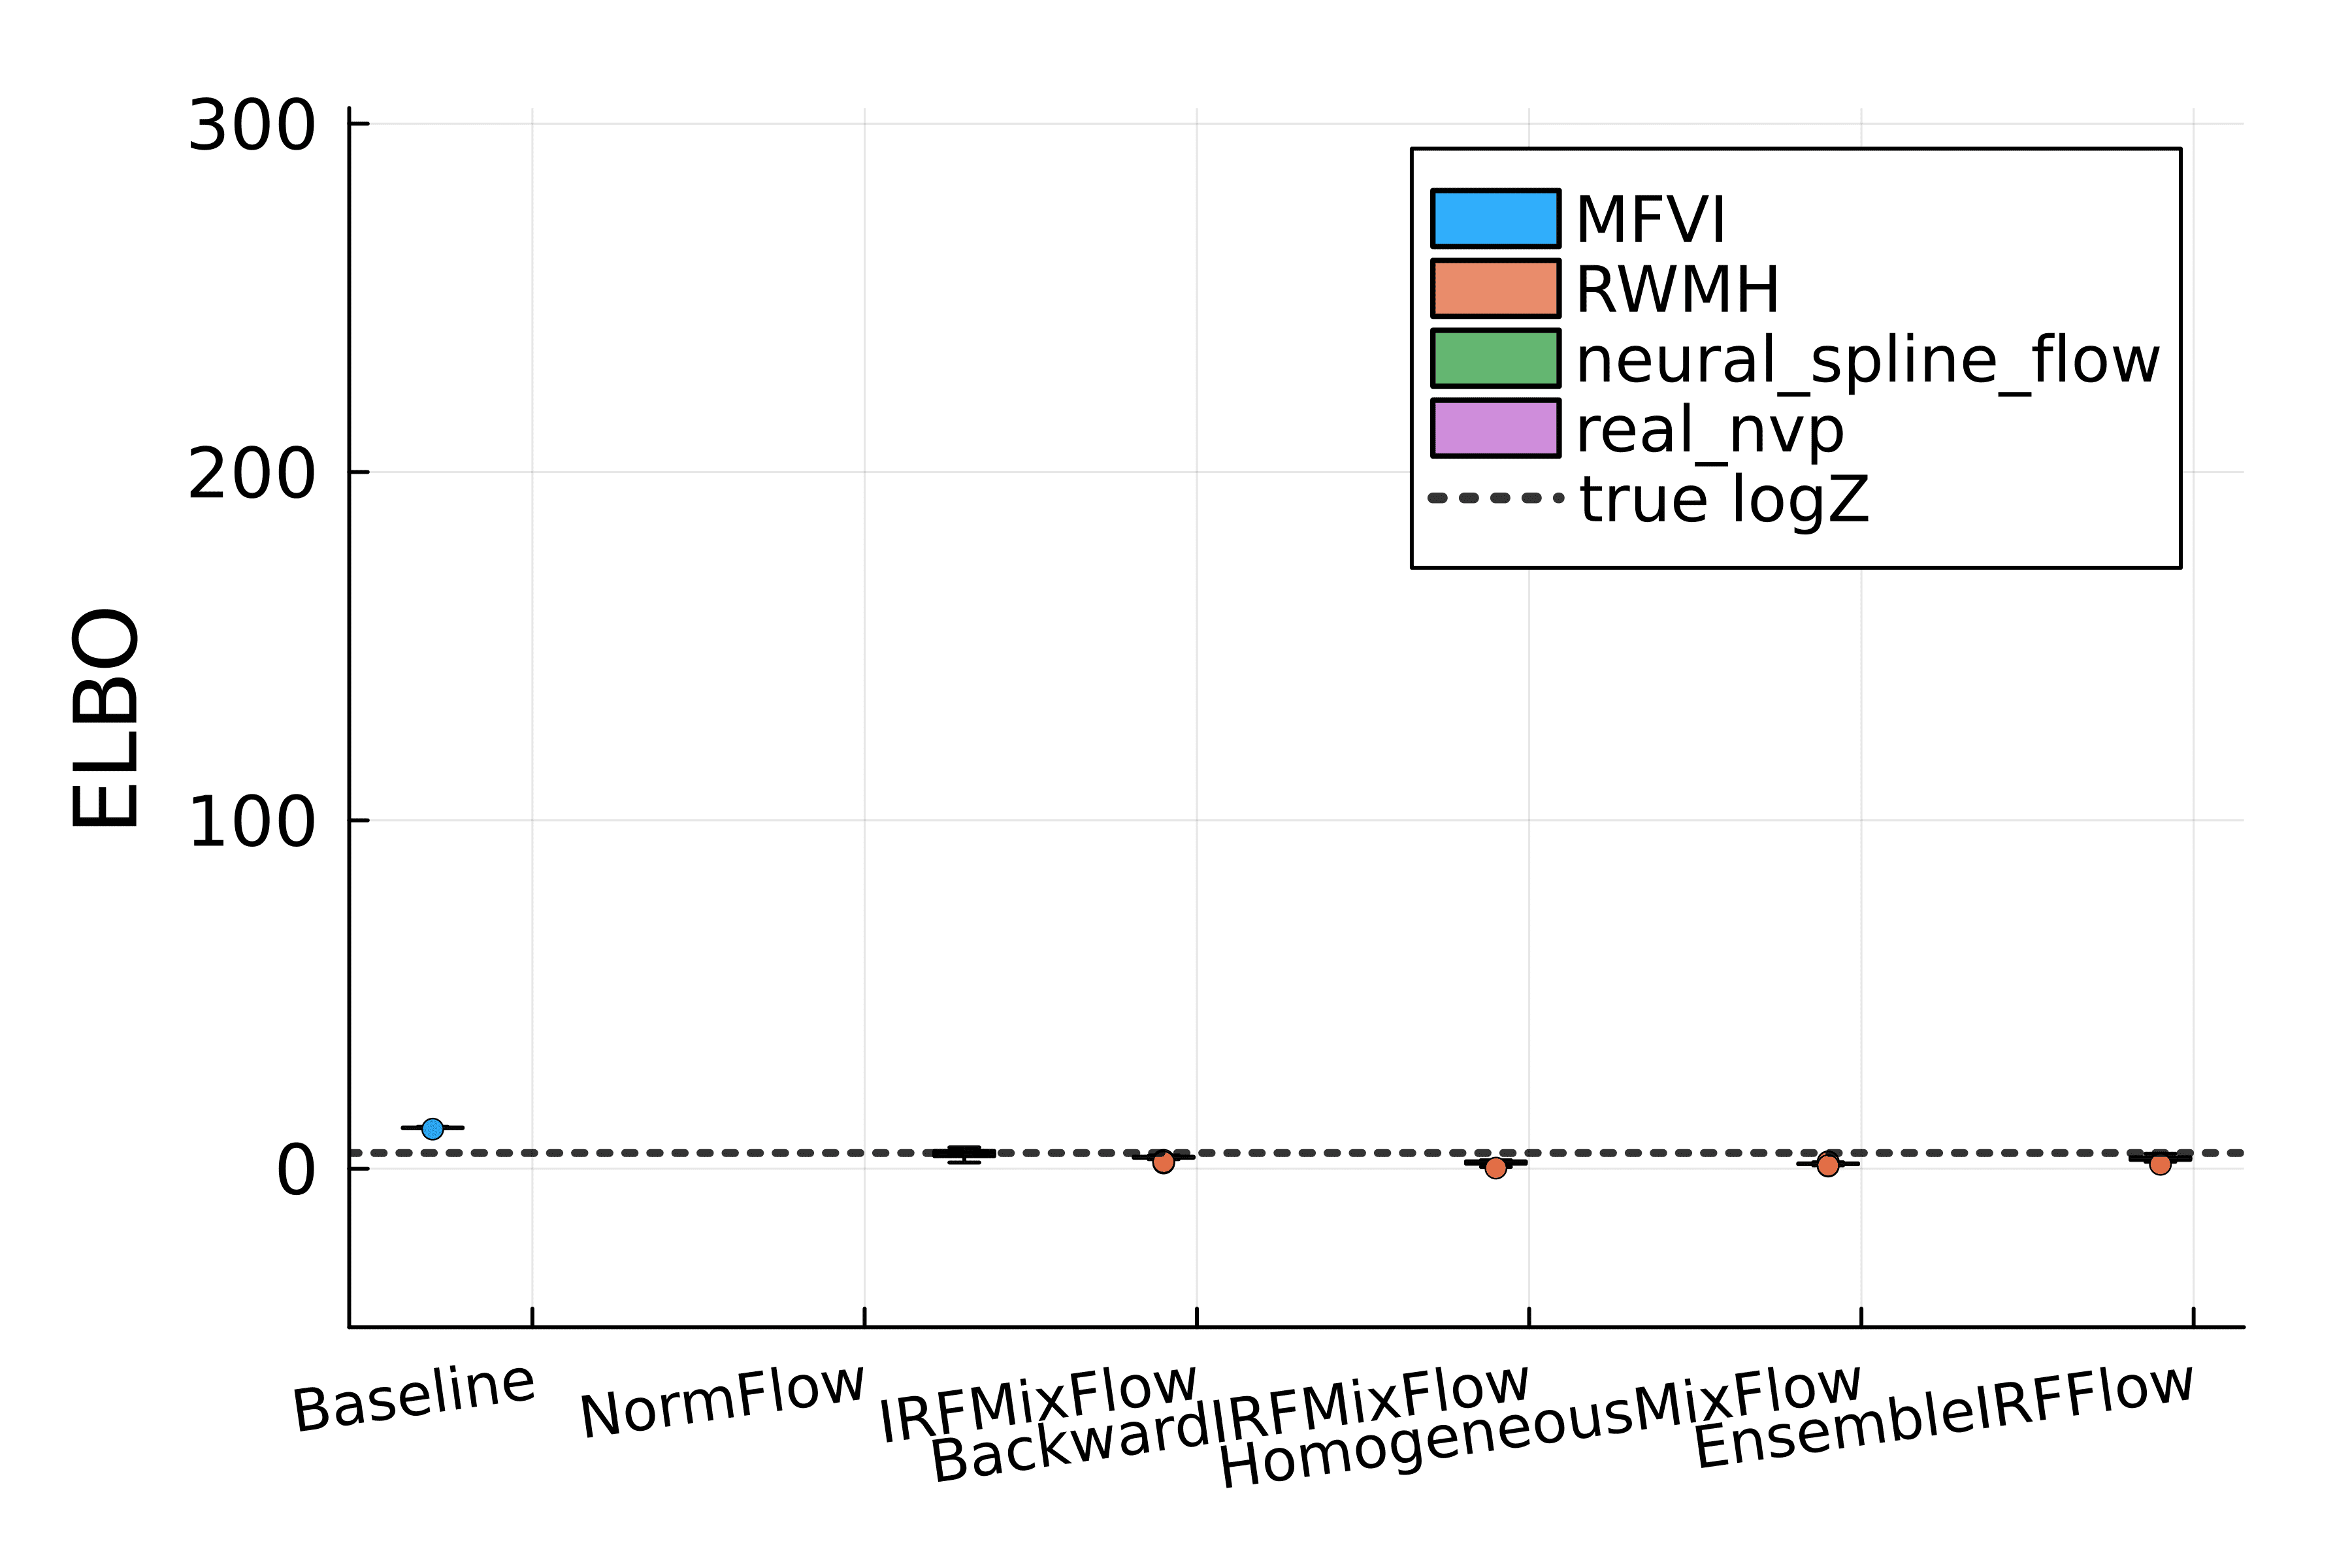 300
200
100
0
ELBO
MFVI
RWMH
neural_spline_flow
real_nvp
true logZ
Baseline
NormFlow
IRFMixFlow
BackwardIRFMixFlow
HomogeneousMixFlow
EnsembleIRFFlow